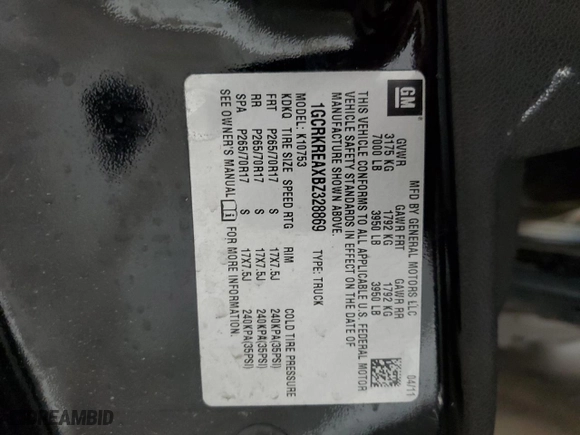 GM
MFD BY GENERAL MOTORS LLC
04/11
GVWR GAWR FRT GAWR RR
3175 KG 1792 KG 1792 KG
7000 LB 3950 LB 3950 LB
THIS VEHICLE CONFORMS TO ALL APPLICABLE U.S. FEDERAL MOTOR
VEHICLE SAFETY STANDARDS IN EFFECT ON THE DATE OF
MANUFACTURE SHOWN ABOVE.
1GCRKREAXBZ328869 TYPE: TRUCK
MODEL: K10753
KDKQ TIRE SIZE SPEED RTG RIM COLD TIRE PRESSURE
FRT P265/70R17 S 17X7.5J 240KPA(35PSI)
RR P265/70R17 S 17X7.5J 240KPA(35PSI)
SPA P265/70R17 S 17X7.5J 240KPA(35PSI)
SEE OWNER'S MANUAL i FOR MORE INFORMATION.
DREAMBID